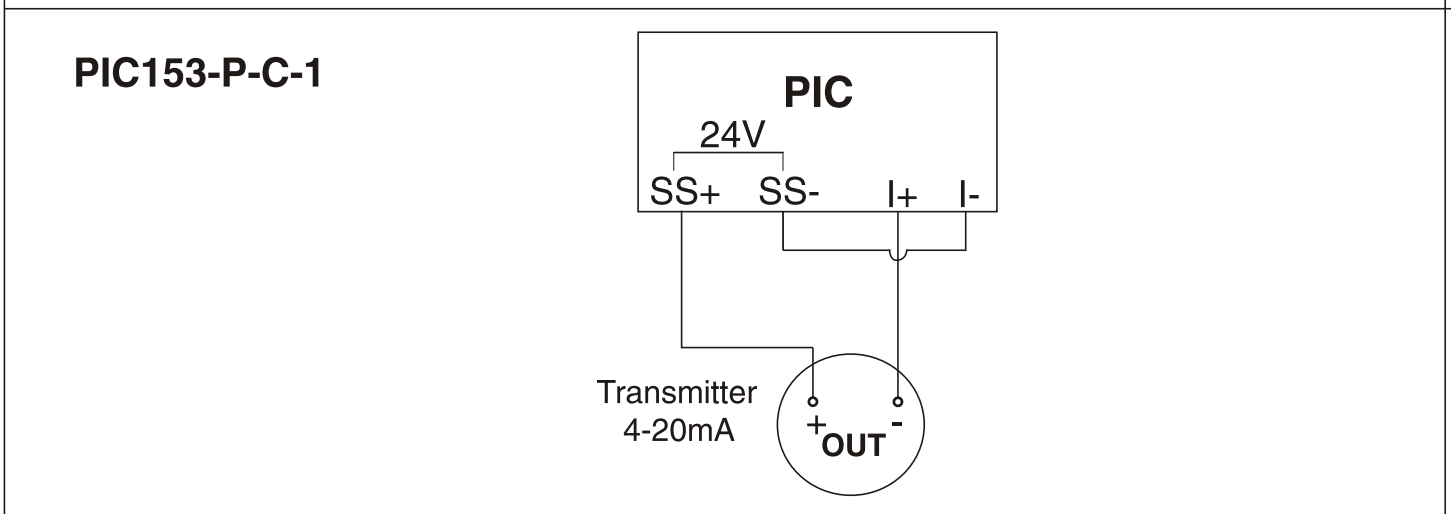 PIC153-P-C-1
PIC
24V
SS+ SS- I+ I-
Transmitter
4-20mA
+ -
OUT